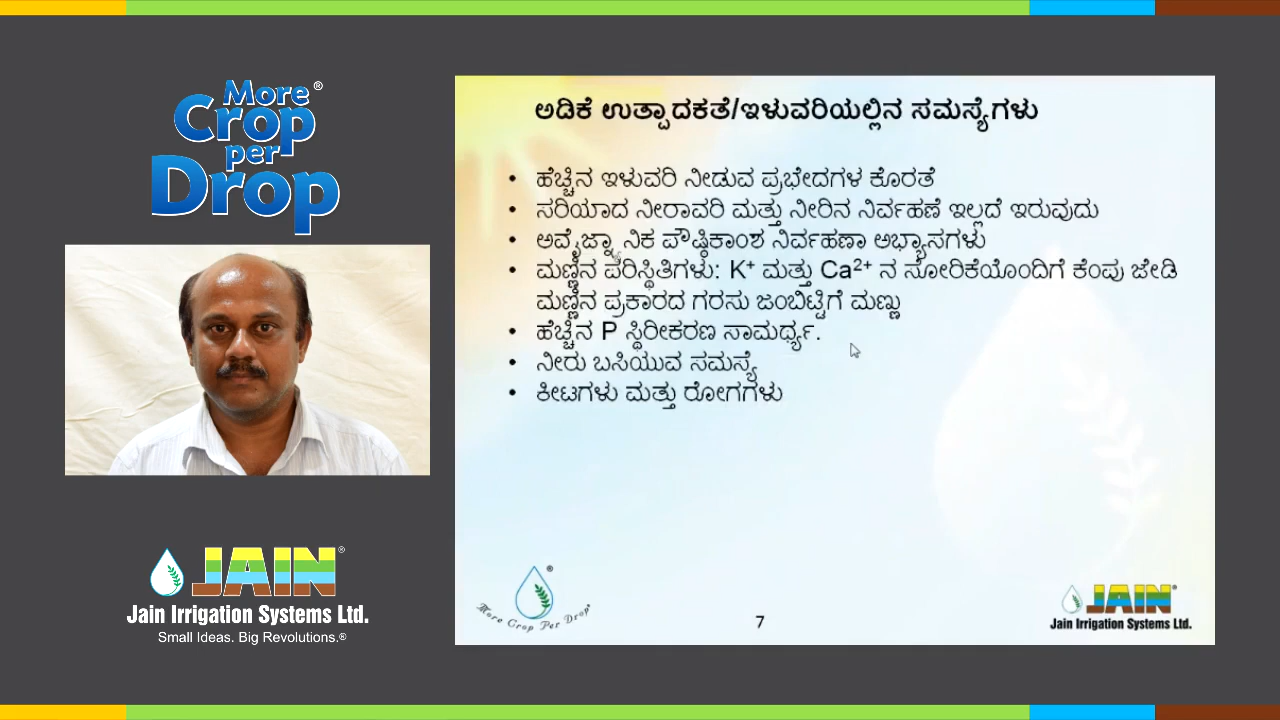 More®
Crop
per
Drop
JAIN®
Jain Irrigation Systems Ltd.
Small Ideas. Big Revolutions.®
ಅಡಿಕೆ ಉತ್ಪಾದಕತೆ/ಇಳುವರಿಯಲ್ಲಿನ ಸಮಸ್ಯೆಗಳು
• ಹೆಚ್ಚಿನ ಇಳುವರಿ ನೀಡುವ ಪ್ರಭೇದಗಳ ಕೊರತೆ
• ಸರಿಯಾದ ನೀರಾವರಿ ಮತ್ತು ನೀರಿನ ನಿರ್ವಹಣೆ ಇಲ್ಲದೆ ಇರುವುದು
• ಅವೈಜ್ಞಾನಿಕ ಪೌಷ್ಠಿಕಾಂಶ ನಿರ್ವಹಣಾ ಅಭ್ಯಾಸಗಳು
• ಮಣ್ಣಿನ ಪರಿಸ್ಥಿತಿಗಳು: K⁺ ಮತ್ತು Ca²⁺ ನ ಸೋರಿಕೆಯೊಂದಿಗೆ ಕೆಂಪು ಜೇಡಿ
ಮಣ್ಣಿನ ಪ್ರಕಾರದ ಗರಸು ಜಂಬಿಟ್ಟಿಗೆ ಮಣ್ಣು
• ಹೆಚ್ಚಿನ P ಸ್ಥಿರೀಕರಣ ಸಾಮರ್ಥ್ಯ.
• ನೀರು ಬಸಿಯುವ ಸಮಸ್ಯೆ
• ಕೀಟಗಳು ಮತ್ತು ರೋಗಗಳು
More Crop Per Drop®
7
JAIN®
Jain Irrigation Systems Ltd.